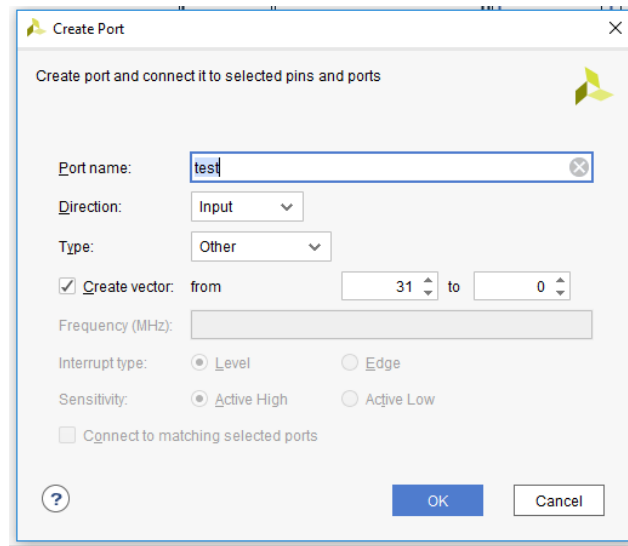 Create Port
Create port and connect it to selected pins and ports
Port name: test
Direction: Input
Type: Other
Create vector: from 31 to 0
Frequency (MHz):
Interrupt type: Level Edge
Sensitivity: Active High Active Low
Connect to matching selected ports
? OK Cancel